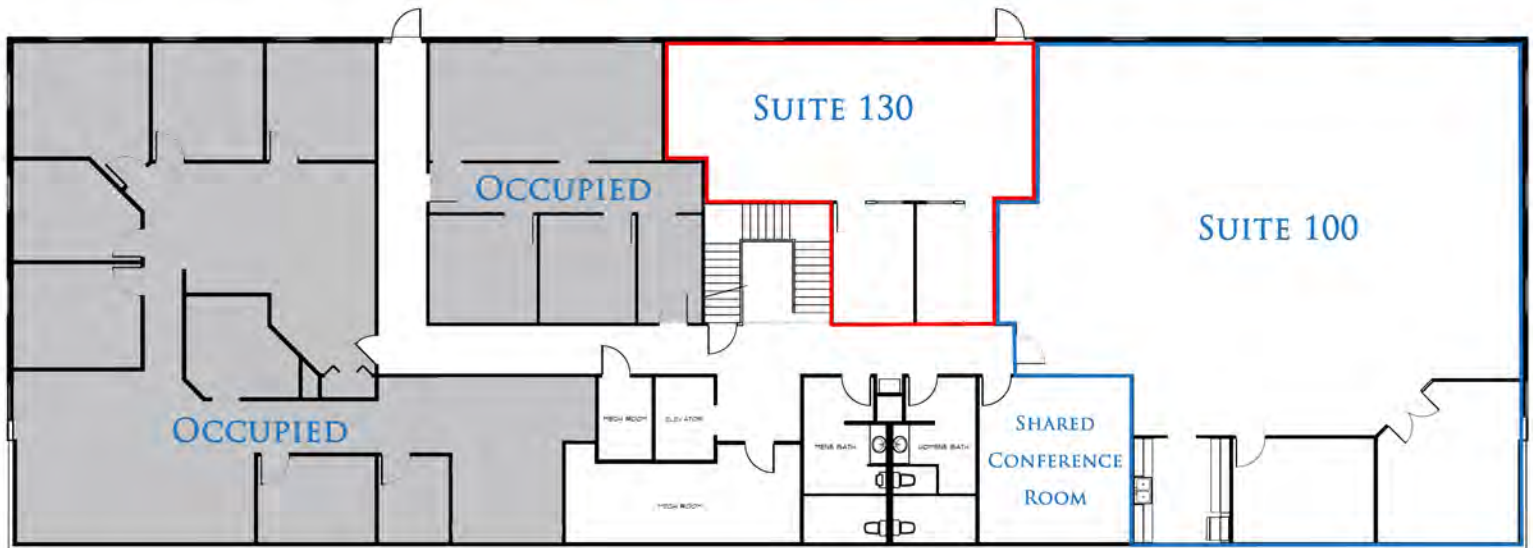 SUITE 130
OCCUPIED
SUITE 100
OCCUPIED
MECH ROOM
ELEVATOR
MENS BATH
WOMENS BATH
SHARED
CONFERENCE
ROOM
MECH ROOM